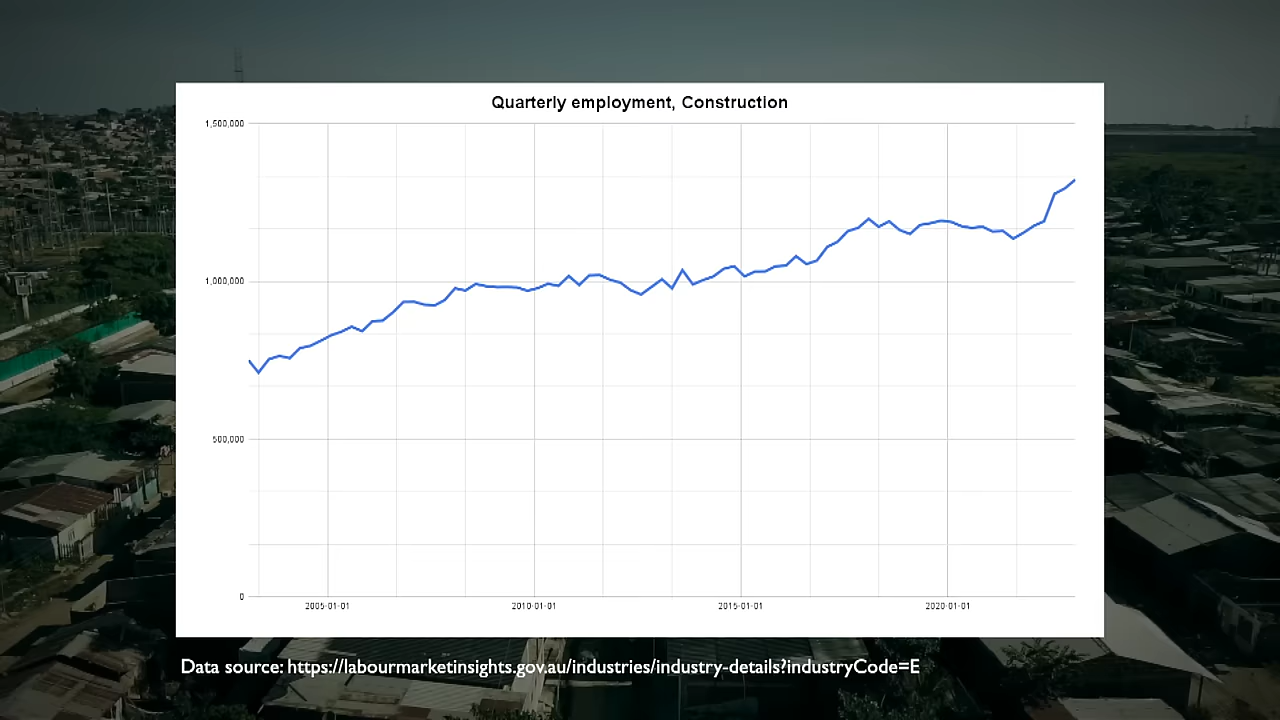 Quarterly employment, Construction
1,500,000
1,000,000
500,000
0
2005-01-01 2010-01-01 2015-01-01 2020-01-01
Data source: https://labourmarketinsights.gov.au/industries/industry-details?industryCode=E